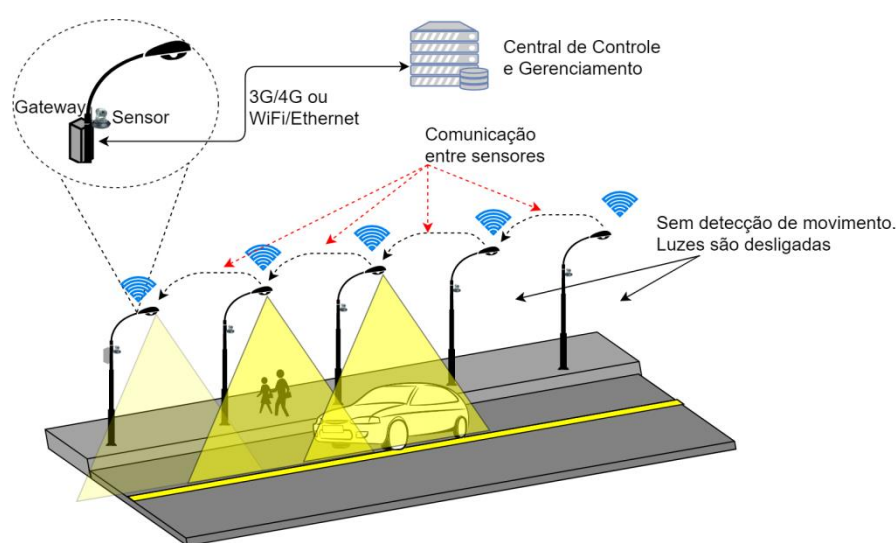 Central de Controle
e Gerenciamento
Gateway
Sensor
3G/4G ou
WiFi/Ethernet
Comunicação
entre sensores
Sem detecção de movimento.
Luzes são desligadas